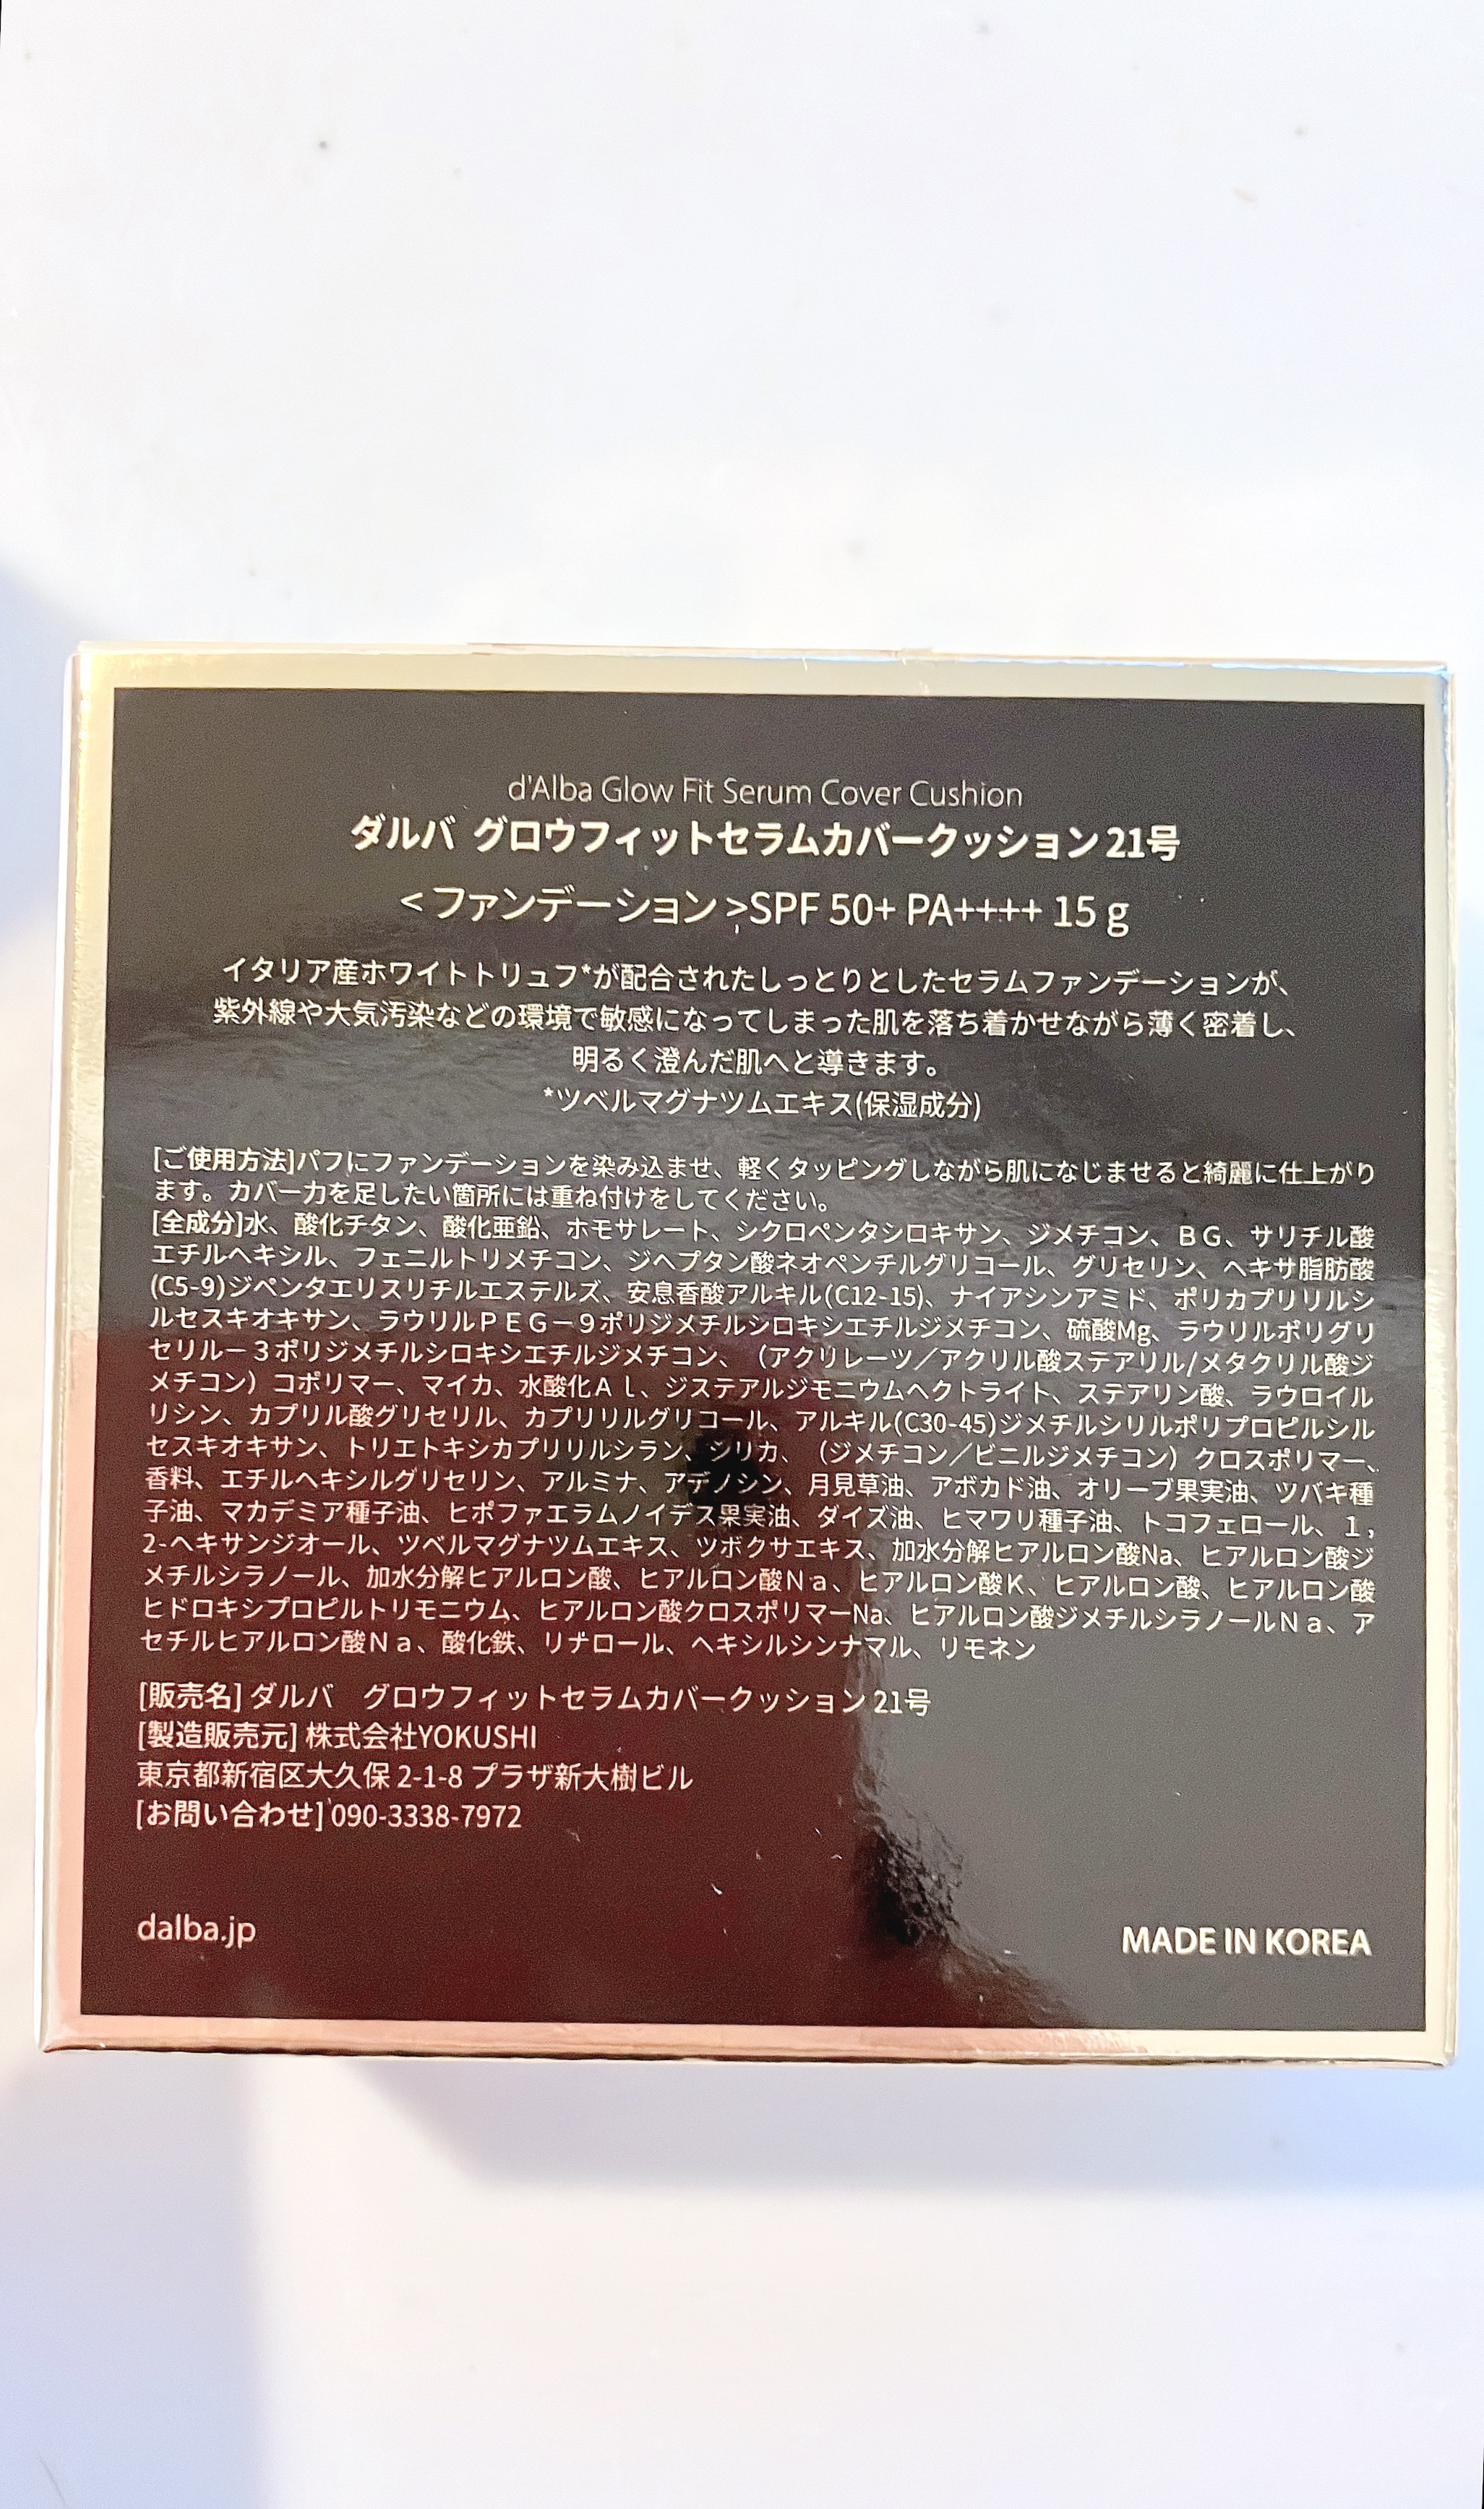 d'Alba Glow Fit Serum Cover Cushion
ダルバ グロウフィットセラムカバークッション21号
<ファンデーション>SPF 50+ PA++++ 15 g
イタリア産ホワイトトリュフ*が配合されたしっとりとしたセラムファンデーションが、
紫外線や大気汚染などの環境で敏感になってしまった肌を落ち着かせながら薄く密着し、
明るく澄んだ肌へと導きます。
*ツベルマグナツムエキス(保湿成分)
[ご使用方法]パフにファンデーションを染み込ませ、軽くタッピングしながら肌になじませると綺麗に仕上がり
ます。カバー力を足したい箇所には重ね付けをしてください。
[全成分]水、酸化チタン、酸化亜鉛、ホモサレート、シクロペンタシロキサン、ジメチコン、ＢＧ、サリチル酸
エチルヘキシル、フェニルトリメチコン、ジヘプタン酸ネオペンチルグリコール、グリセリン、ヘキサ脂肪酸
(C5-9)ジペンタエリスリチルエステルズ、安息香酸アルキル(C12-15)、ナイアシンアミド、ポリカプリリルシ
ルセスキオキサン、ラウリルＰＥＧ－９ポリジメチルシロキシエチルジメチコン、硫酸Mg、ラウリルポリグリ
セリル－３ポリジメチルシロキシエチルジメチコン、（アクリレーツ／アクリル酸ステアリル/メタクリル酸ジ
メチコン）コポリマー、マイカ、水酸化Ａｌ、ジステアルジモニウムヘクトライト、ステアリン酸、ラウロイル
リシン、カプリル酸グリセリル、カプリリルグリコール、アルキル(C30-45)ジメチルシリルポリプロピルシル
セスキオキサン、トリエトキシカプリリルシラン、シリカ、（ジメチコン／ビニルジメチコン）クロスポリマー、
香料、エチルヘキシルグリセリン、アルミナ、アデノシン、月見草油、アボカド油、オリーブ果実油、ツバキ種
子油、マカデミア種子油、ヒポファエラムノイデス果実油、ダイズ油、ヒマワリ種子油、トコフェロール、１，
2-ヘキサンジオール、ツベルマグナツムエキス、ツボクサエキス、加水分解ヒアルロン酸Na、ヒアルロン酸ジ
メチルシラノール、加水分解ヒアルロン酸、ヒアルロン酸Ｎａ、ヒアルロン酸Ｋ、ヒアルロン酸、ヒアルロン酸
ヒドロキシプロピルトリモニウム、ヒアルロン酸クロスポリマーNa、ヒアルロン酸ジメチルシラノールＮａ、ア
セチルヒアルロン酸Ｎａ、酸化鉄、リナロール、ヘキシルシンナマル、リモネン
[販売名] ダルバ　グロウフィットセラムカバークッション 21号
[製造販売元] 株式会社YOKUSHI
東京都新宿区大久保 2-1-8 プラザ新大樹ビル
[お問い合わせ] 090-3338-7972
dalba.jp
MADE IN KOREA